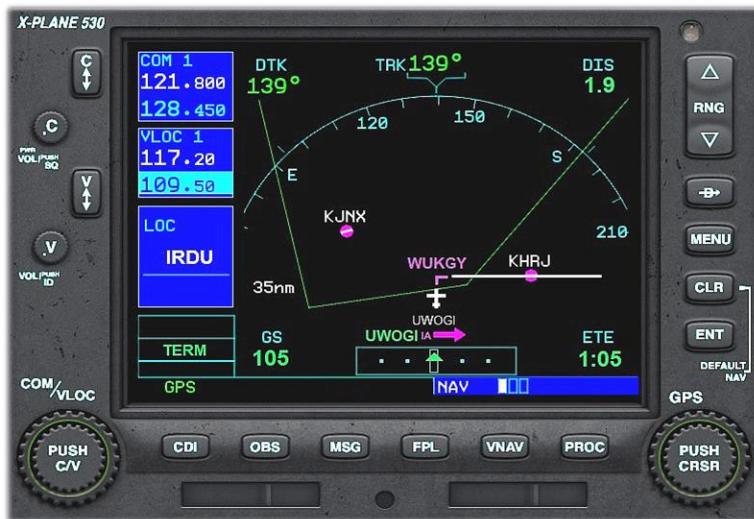 X-PLANE 530
C
.C
PWR
VOL PUSH
SQ
V
.V
VOL PUSH
ID
COM/VLOC
PUSH
C/V
COM 1
121.800
128.450
VLOC 1
117.20
109.50
LOC
IRDU
TERM
GPS
DTK
139°
TRK 139°
DIS
1.9
120
150
E
S
210
KJNX
WUKGY
KHRJ
35nm
UWOGI
UWOGI IA
GS
105
ETE
1:05
NAV
RNG
D
MENU
CLR
ENT
DEFAULT
NAV
GPS
PUSH
CRSR
CDI
OBS
MSG
FPL
VNAV
PROC